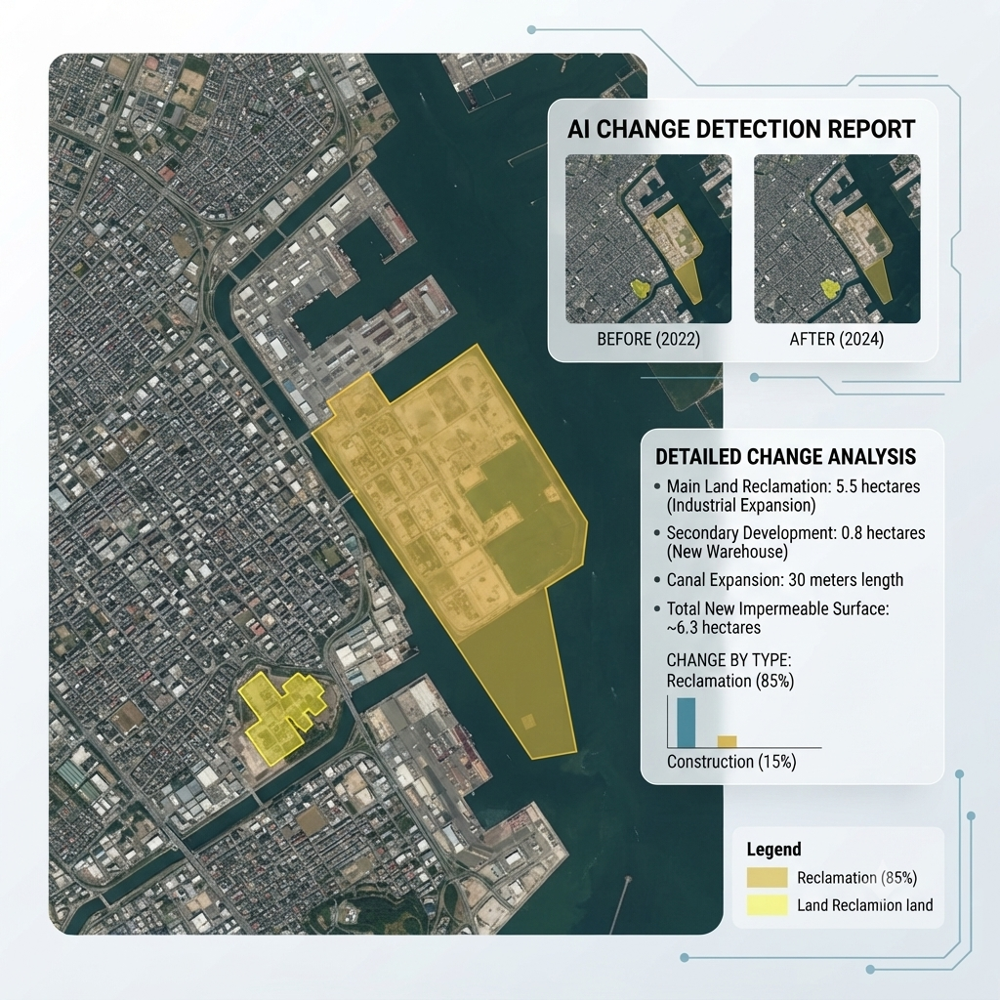 AI CHANGE DETECTION REPORT
BEFORE (2022)
AFTER (2024)
DETAILED CHANGE ANALYSIS
• Main Land Reclamation: 5.5 hectares
(Industrial Expansion)
• Secondary Development: 0.8 hectares
(New Warehouse)
• Canal Expansion: 30 meters length
• Total New Impermeable Surface:
~6.3 hectares
CHANGE BY TYPE:
Reclamation (85%)
Construction (15%)
Legend
Reclamation (85%)
Land Reclamiion land